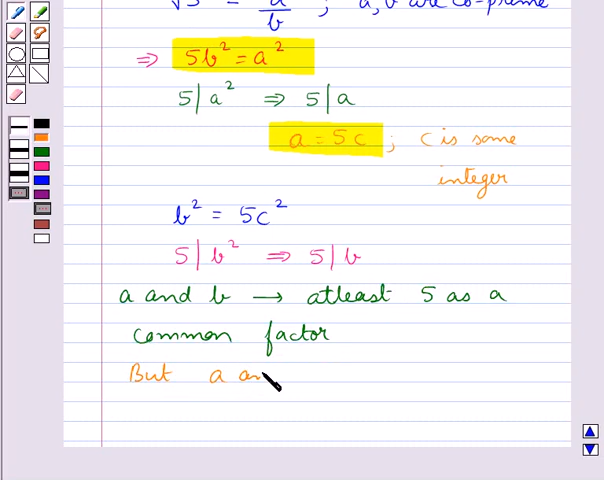 √5 = a/b ; a, b are co-prime
⇒ 5b² = a²
5|a² ⇒ 5|a
a = 5c ; c is some
integer
b² = 5c²
5|b² ⇒ 5|b
a and b → atleast 5 as a
common factor
But a an